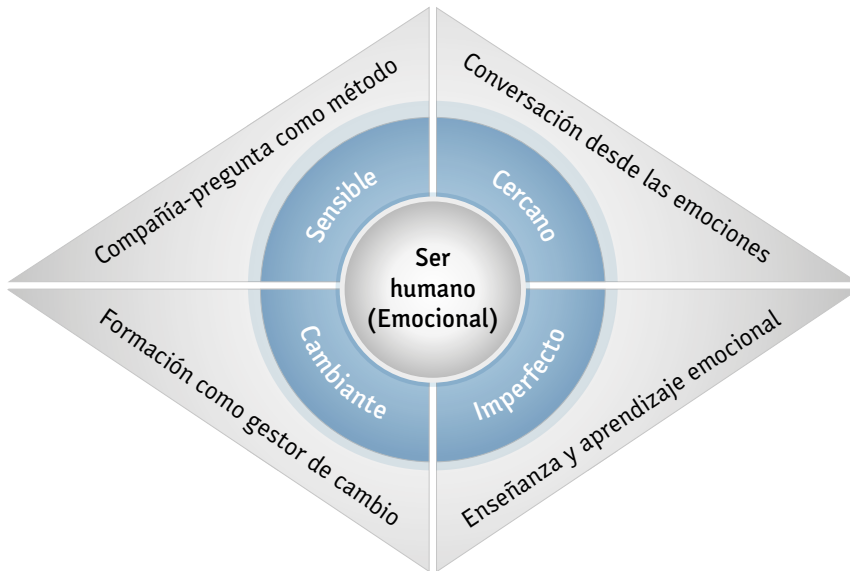 Compañía-pregunta como método
Conversación desde las emociones
Sensible
Cercano
Ser
humano
(Emocional)
Cambiante
Imperfecto
Formación como gestor de cambio
Enseñanza y aprendizaje emocional